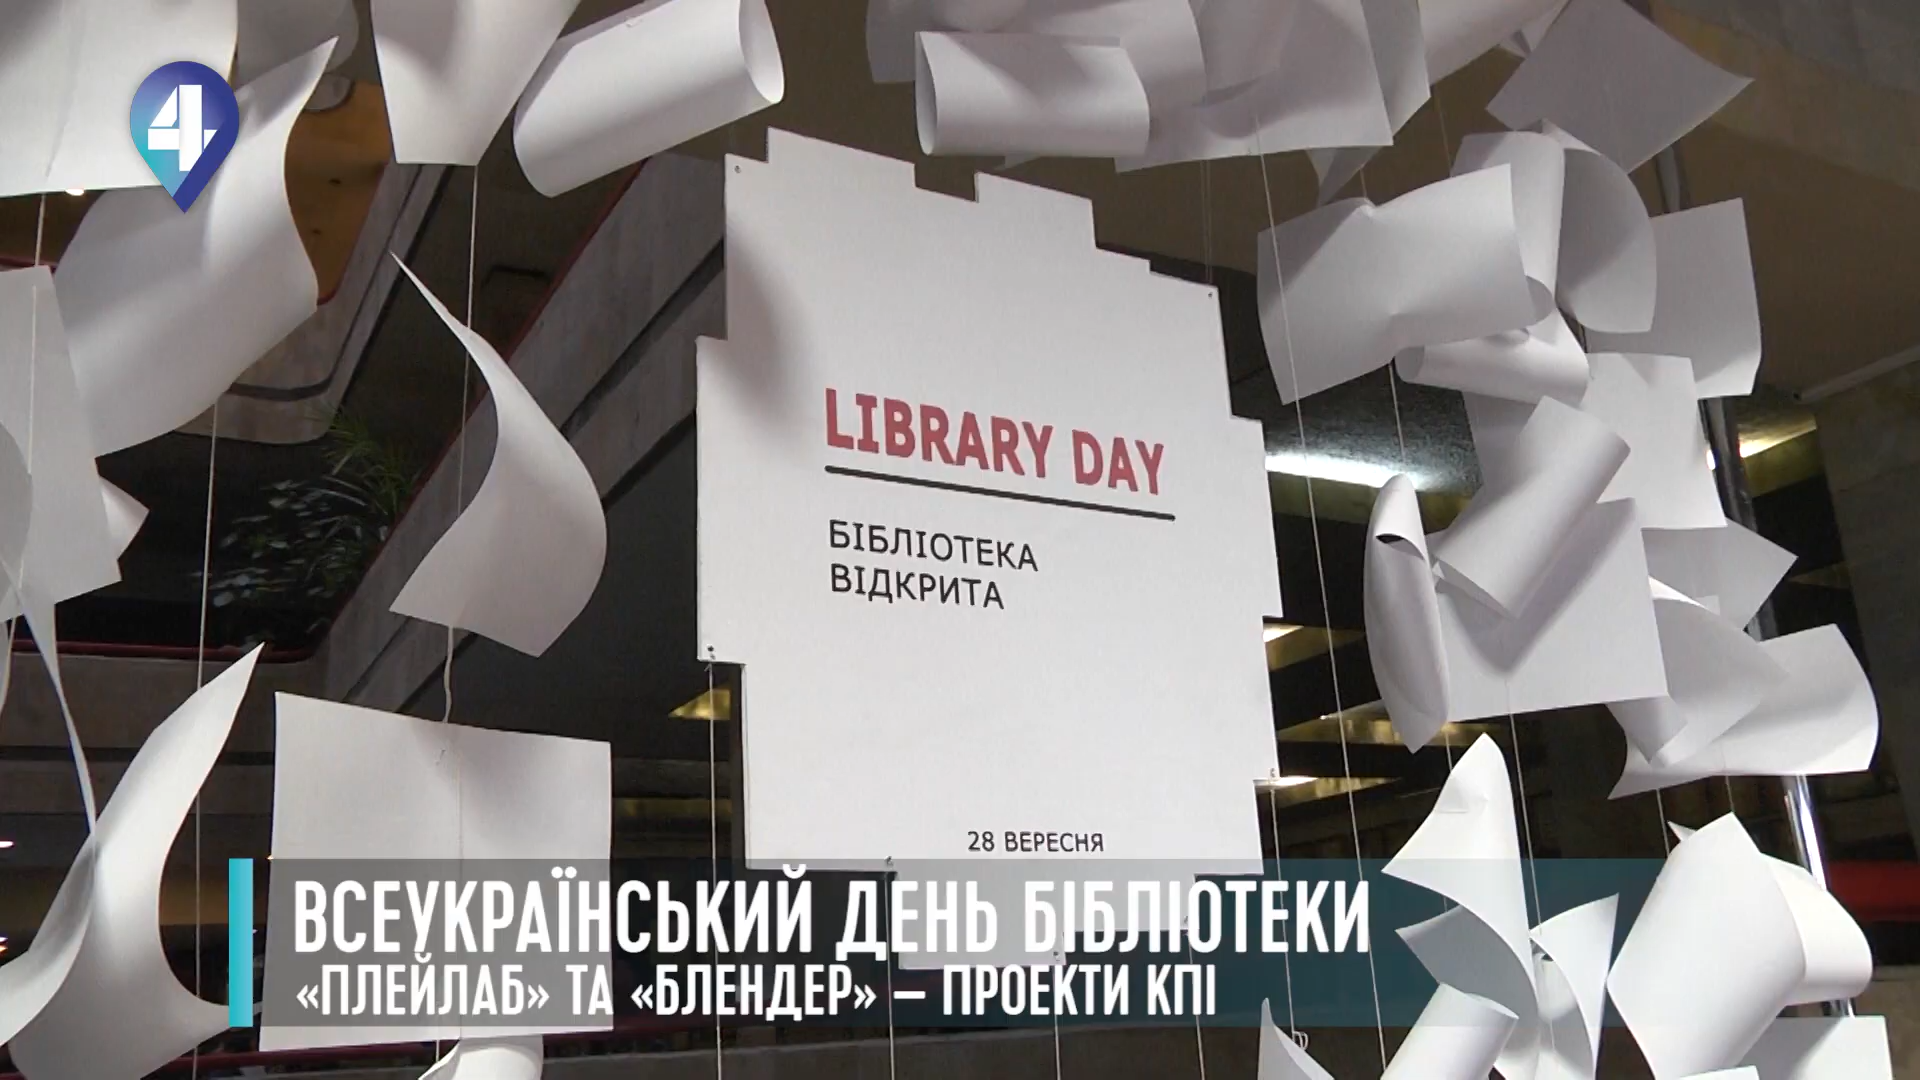 4
LIBRARY DAY
БІБЛІОТЕКА
ВІДКРИТА
28 ВЕРЕСНЯ
ВСЕУКРАЇНСЬКИЙ ДЕНЬ БІБЛІОТЕКИ
«ПЛЕЙЛАБ» ТА «БЛЕНДЕР» – ПРОЕКТИ КПІ